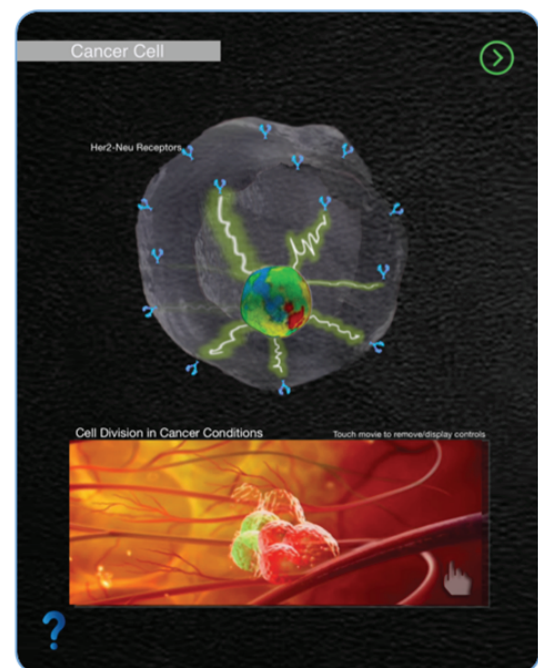 Cancer Cell
Her2-Neu Receptors
Cell Division in Cancer Conditions
Touch movie to remove/display controls
?